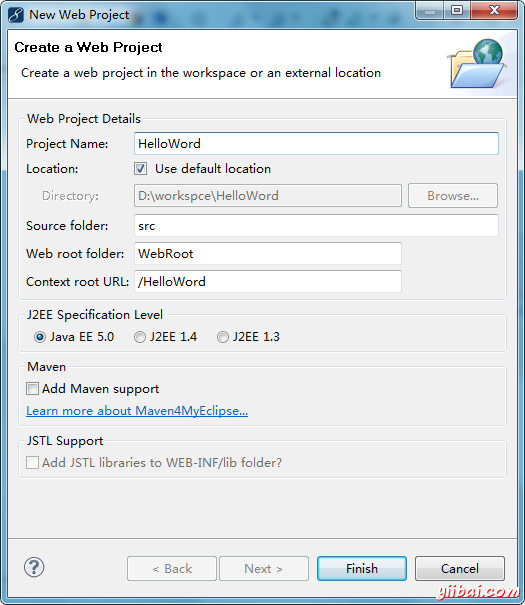 New Web Project
Create a Web Project
Create a web project in the workspace or an external location
Web Project Details
Project Name: HelloWord
Location: Use default location
Directory: D:\workspce\HelloWord Browse...
Source folder: src
Web root folder: WebRoot
Context root URL: /HelloWord
J2EE Specification Level
Java EE 5.0 J2EE 1.4 J2EE 1.3
Maven
Add Maven support
Learn more about Maven4MyEclipse...
JSTL Support
Add JSTL libraries to WEB-INF/lib folder?
? < Back Next > Finish Cancel
yiibai.com